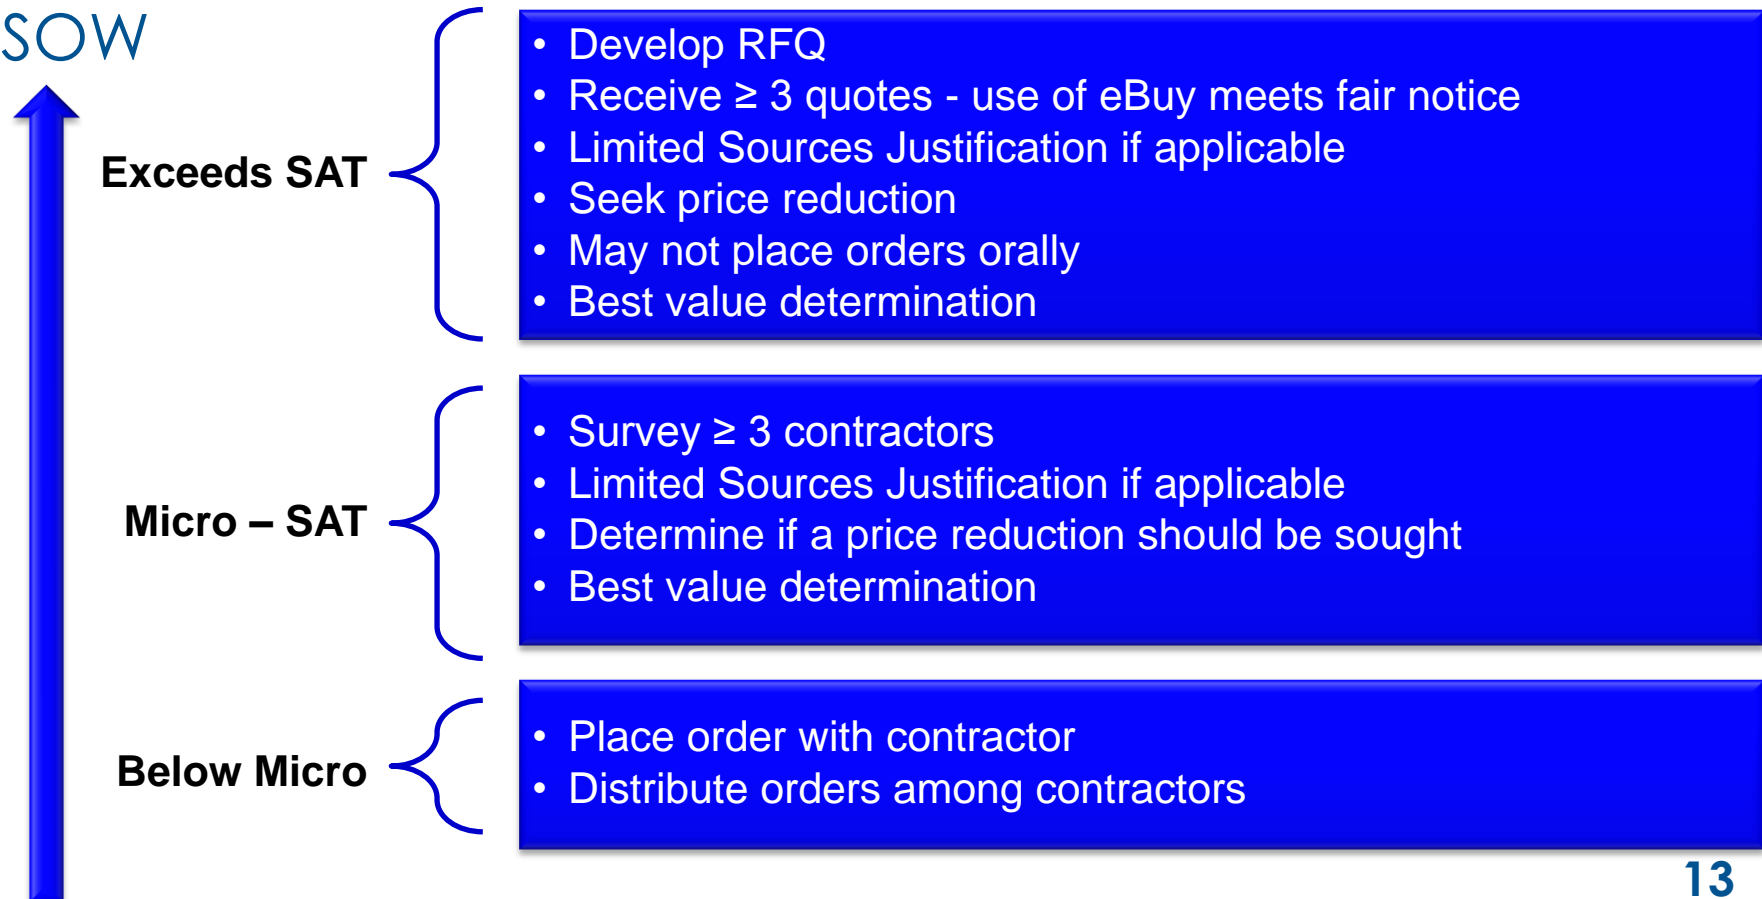 SOW
Exceeds SAT
• Develop RFQ
• Receive ≥ 3 quotes - use of eBuy meets fair notice
• Limited Sources Justification if applicable
• Seek price reduction
• May not place orders orally
• Best value determination
Micro – SAT
• Survey ≥ 3 contractors
• Limited Sources Justification if applicable
• Determine if a price reduction should be sought
• Best value determination
Below Micro
• Place order with contractor
• Distribute orders among contractors
13